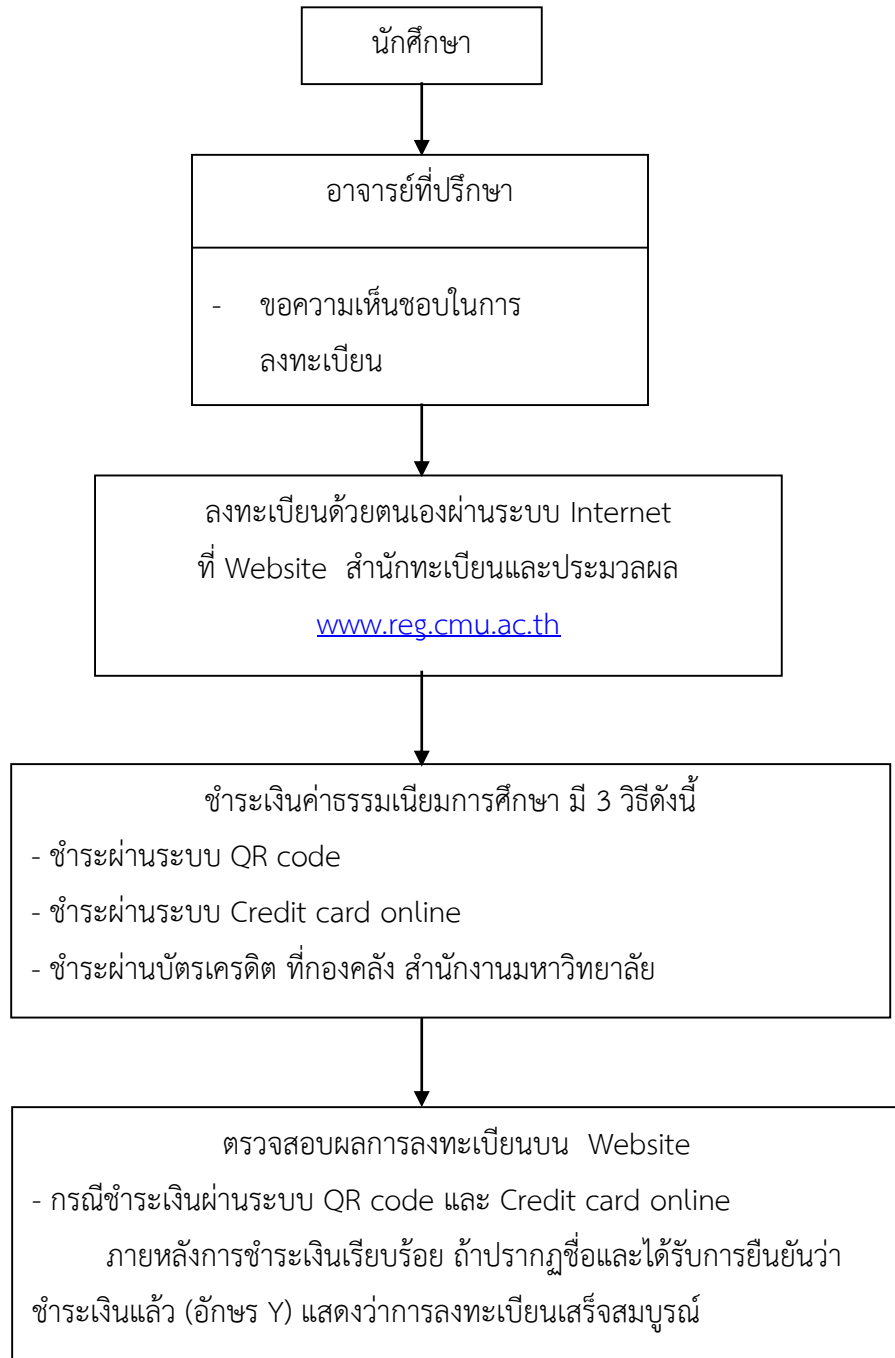 นักศึกษา
อาจารย์ที่ปรึกษา
- ขอความเห็นชอบในการ
ลงทะเบียน
ลงทะเบียนด้วยตนเองผ่านระบบ Internet
ที่ Website สำนักทะเบียนและประมวลผล
www.reg.cmu.ac.th
ชำระเงินค่าธรรมเนียมการศึกษา มี 3 วิธีดังนี้
- ชำระผ่านระบบ QR code
- ชำระผ่านระบบ Credit card online
- ชำระผ่านบัตรเครดิต ที่กองคลัง สำนักงานมหาวิทยาลัย
ตรวจสอบผลการลงทะเบียนบน Website
- กรณีชำระเงินผ่านระบบ QR code และ Credit card online
ภายหลังการชำระเงินเรียบร้อย ถ้าปรากฏชื่อและได้รับการยืนยันว่า
ชำระเงินแล้ว (อักษร Y) แสดงว่าการลงทะเบียนเสร็จสมบูรณ์